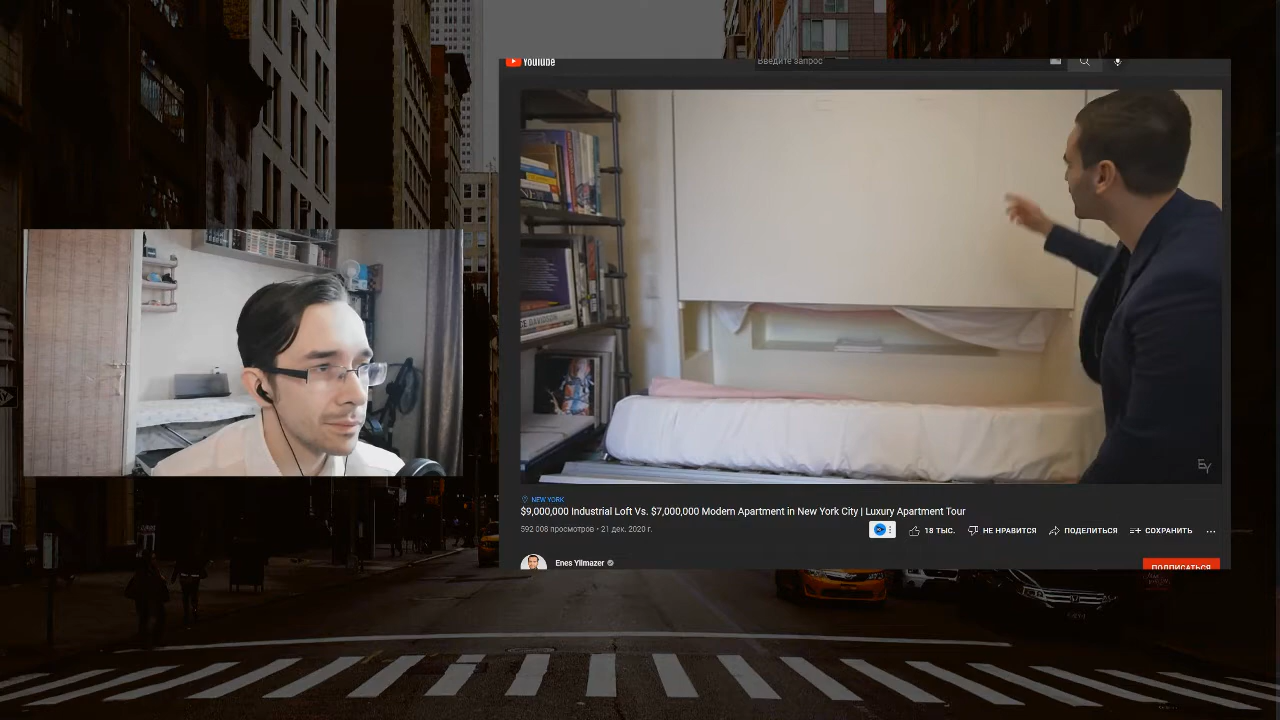 YouTube
Введите запрос
NEW YORK
$9,000,000 Industrial Loft Vs. $7,000,000 Modern Apartment in New York City | Luxury Apartment Tour
592 008 просмотров • 21 дек. 2020 г.
18 ТЫС.
НЕ НРАВИТСЯ
ПОДЕЛИТЬСЯ
СОХРАНИТЬ
Enes Yilmazer
ПОДПИСАТЬСЯ
EY